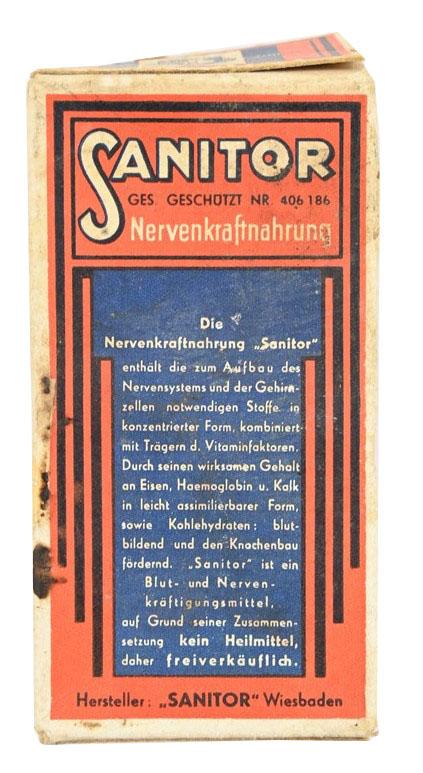 SANITOR
GES. GESCHÜTZT NR. 406186
Nervenkraftnahrung
Die
Nervenkraftnahrung „Sanitor"
enthält die zum Aufbau des
Nervensystems und der Gehirn-
zellen notwendigen Stoffe in
konzentrierter Form, kombiniert
mit Trägern d. Vitaminfaktoren.
Durch seinen wirksamen Gehalt
an Eisen, Haemoglobin u. Kalk
in leicht assimilierbarer Form,
sowie Kohlehydraten: blut-
bildend und den Knochenbau
fördernd. „Sanitor" ist ein
Blut- und Nerven-
kräftigungsmittel,
auf Grund seiner Zusammen-
setzung kein Heilmittel,
daher freiverkäuflich.
Hersteller: „SANITOR" Wiesbaden